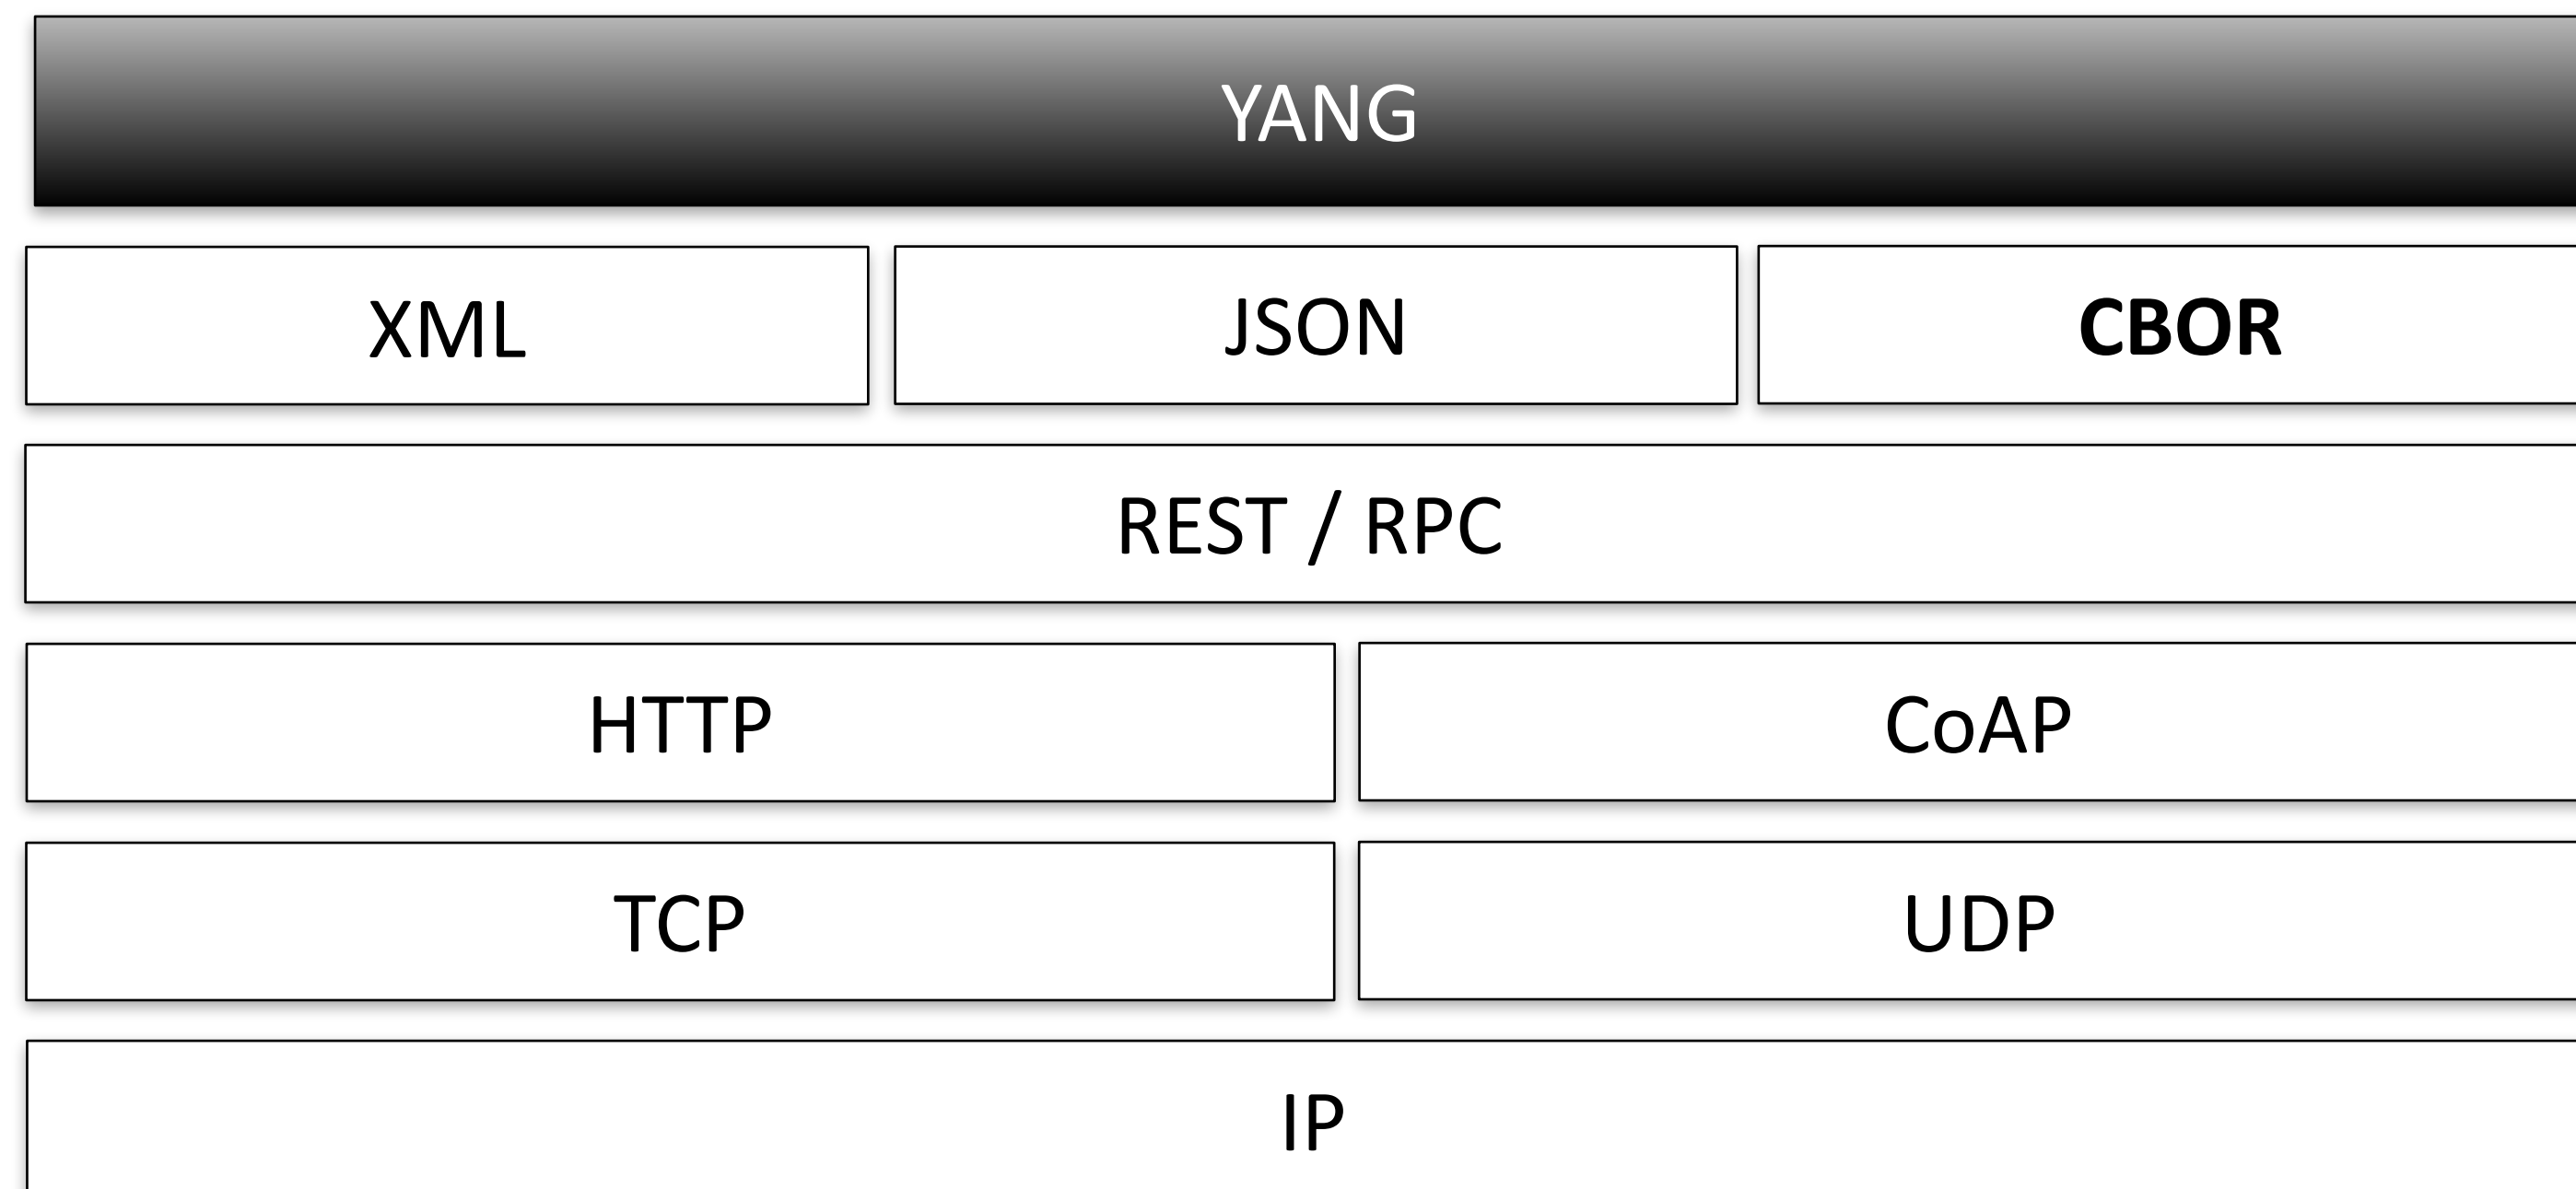 YANG
XML JSON CBOR
REST / RPC
HTTP CoAP
TCP UDP
IP